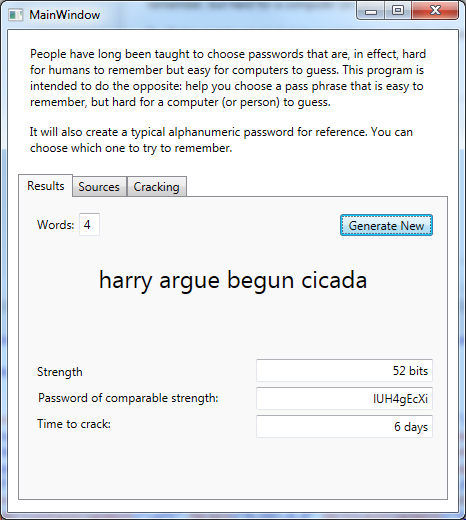 MainWindow
People have long been taught to choose passwords that are, in effect, hard
for humans to remember but easy for computers to guess. This program is
intended to do the opposite: help you choose a pass phrase that is easy to
remember, but hard for a computer (or person) to guess.
It will also create a typical alphanumeric password for reference. You can
choose which one to try to remember.
Results Sources Cracking
Words: 4 Generate New
harry argue begun cicada
Strength 52 bits
Password of comparable strength: IUH4gEcXi
Time to crack: 6 days